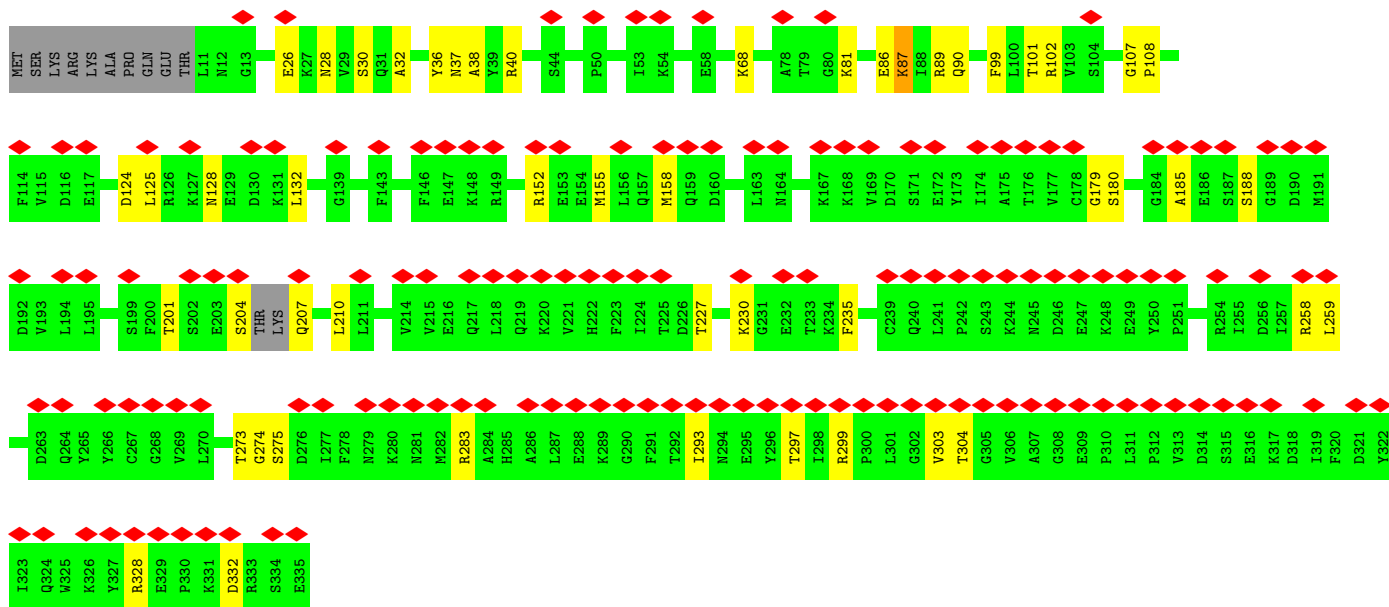 MET SER LYS ARG LYS ALA PRO GLN GLU THR L11 N12 G13 E26 K27 N28 V29 S30 Q31 A32 Y36 N37 A38 Y39 R40 S44 P50 I53 K54 E58 K68 A78 T79 G80 K81 E86 K87 I88 R89 Q90 F99 L100 T101 R102 V103 S104 G107 P108
F114 V115 D116 E117 D124 L125 R126 K127 N128 E129 D130 K131 L132 G139 F143 F146 E147 K148 R149 R152 E153 E154 M155 L156 Q157 M158 Q159 D160 L163 N164 K167 K168 V169 D170 S171 E172 Y173 I174 A175 T176 V177 C178 G179 S180 G184 A185 E186 S187 S188 G189 D190 M191
D192 V193 L194 L195 S199 F200 T201 S202 E203 S204 THR LYS Q207 L210 L211 V214 V215 E216 Q217 L218 Q219 K220 V221 H222 F223 I224 T225 D226 T227 K230 G231 E232 T233 K234 F235 C239 Q240 L241 P242 S243 K244 N245 D246 E247 K248 E249 Y250 P251 R254 I255 D256 I257 R258 L259
D263 Q264 Y265 Y266 C267 G268 V269 L270 T273 G274 S275 D276 I277 F278 N279 K280 N281 M282 R283 A284 H285 A286 L287 E288 K289 G290 F291 T292 I293 N294 E295 Y296 T297 I298 R299 P300 L301 G302 V303 T304 G305 V306 A307 G308 E309 P310 L311 P312 V313 D314 S315 E316 K317 D318 I319 F320 D321 Y322
I323 Q324 W325 K326 Y327 R328 E329 P330 K331 D332 R333 S334 E335